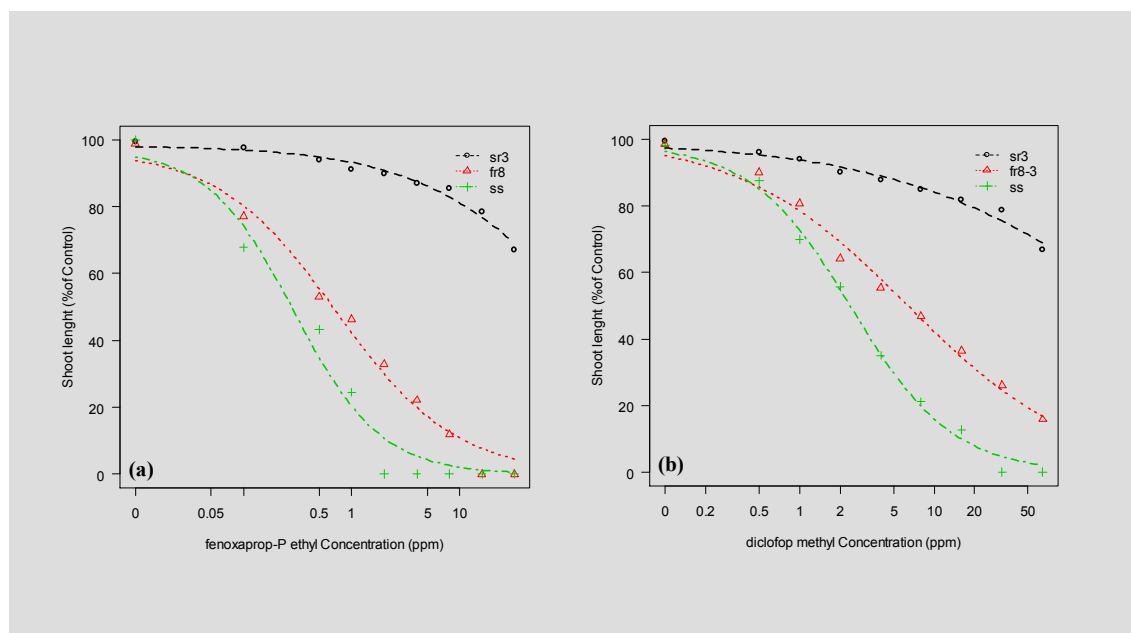 100
80
60
40
20
0
Shoot lenght (%of Control)
sr3
fr8
ss
(a)
0 0.05 0.5 1 5 10
fenoxaprop-P ethyl Concentration (ppm)
100
80
60
40
20
0
Shoot lenght (%of Control)
sr3
fr8-3
ss
(b)
0 0.2 0.5 1 2 5 10 20 50
diclofop methyl Concentration (ppm)